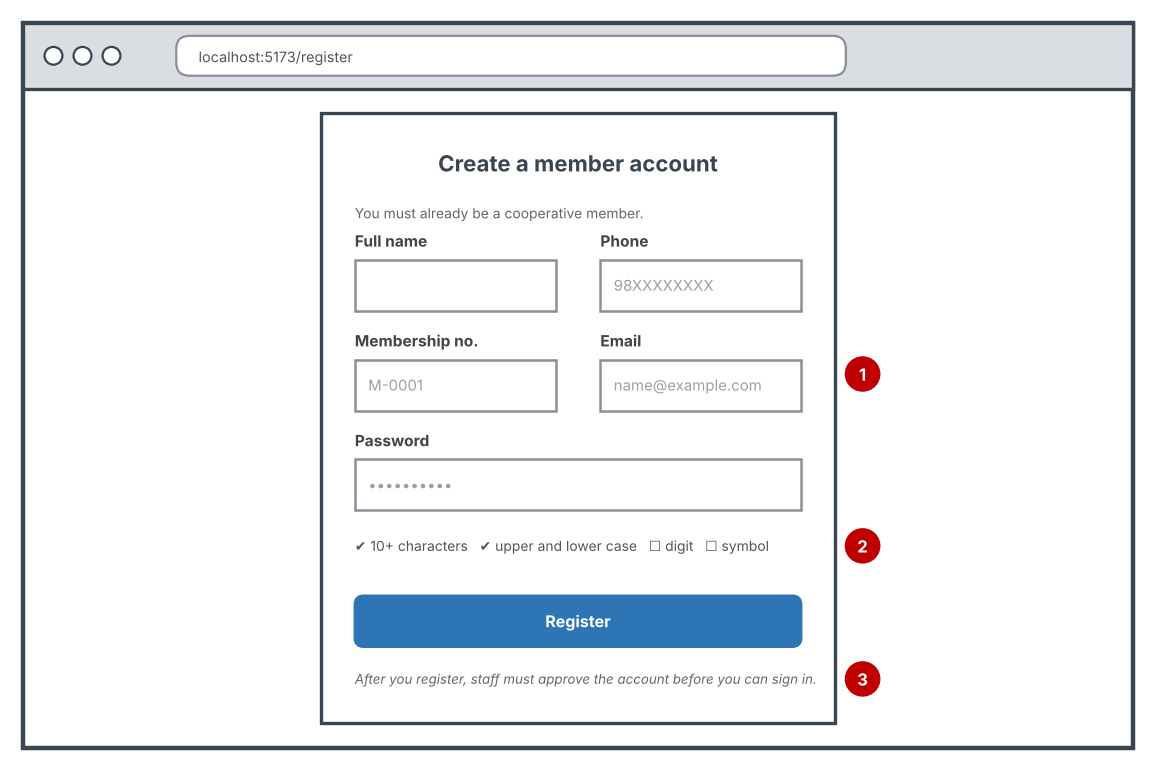 localhost:5173/register
Create a member account
You must already be a cooperative member.
Full name Phone
98XXXXXXXX
Membership no. Email
M-0001 name@example.com 1
Password
••••••••••
✔ 10+ characters ✔ upper and lower case ☐ digit ☐ symbol 2
Register
After you register, staff must approve the account before you can sign in. 3